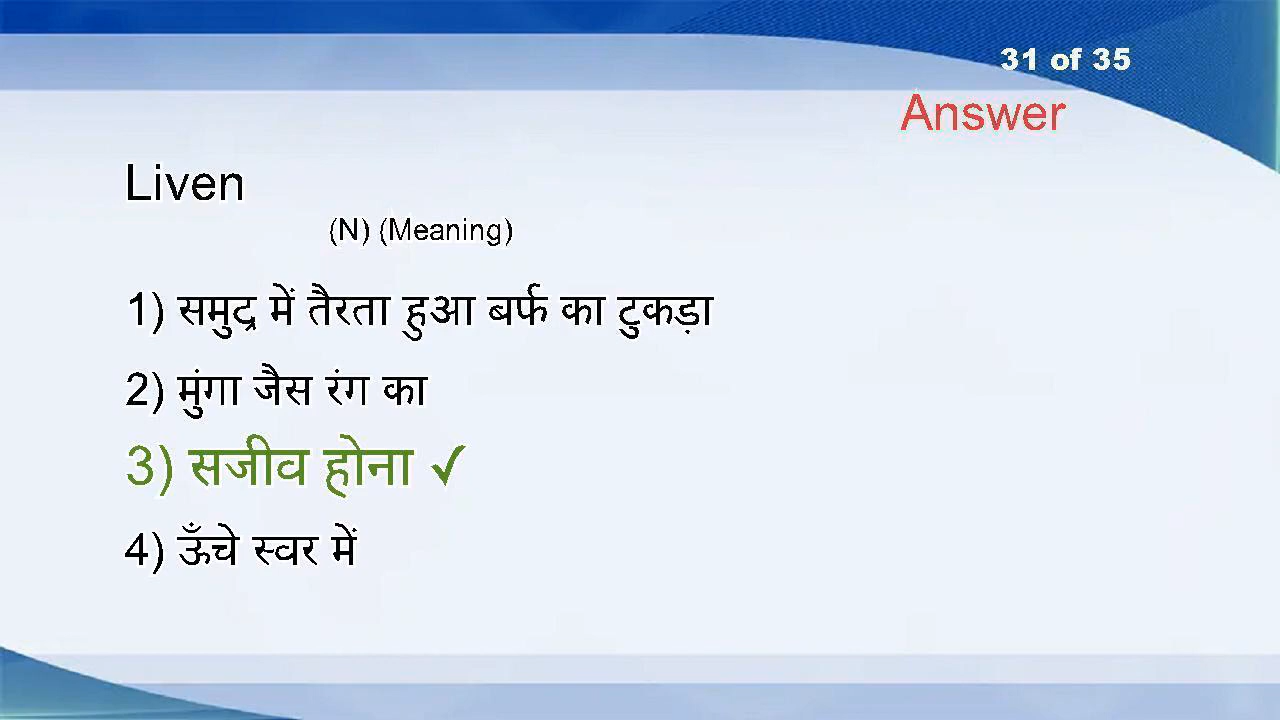 31 of 35
Answer
Liven
(N) (Meaning)
1) समुद्र में तैरता हुआ बर्फ का टुकड़ा
2) मुंगा जैस रंग का
3) सजीव होना ✓
4) ऊँचे स्वर में